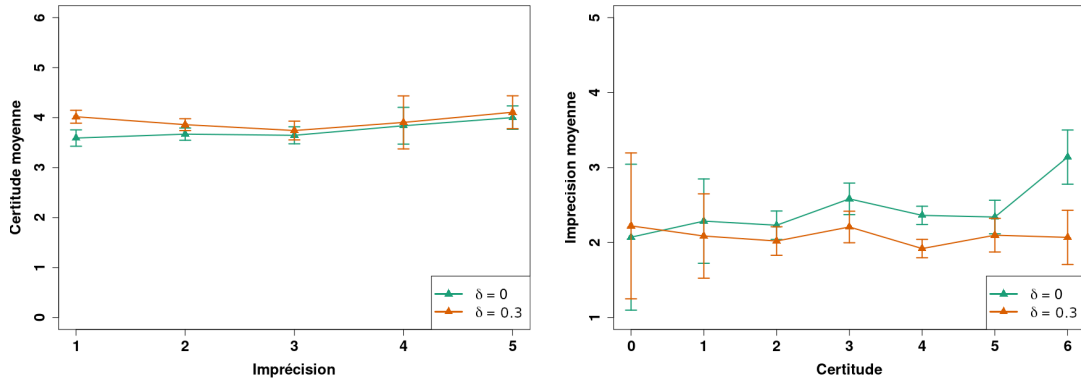 Certitude moyenne
6
5
4
3
2
1
0
1 2 3 4 5
Imprécision
δ = 0
δ = 0.3
Imprecision moyenne
5
4
3
2
1
0 1 2 3 4 5 6
Certitude
δ = 0
δ = 0.3